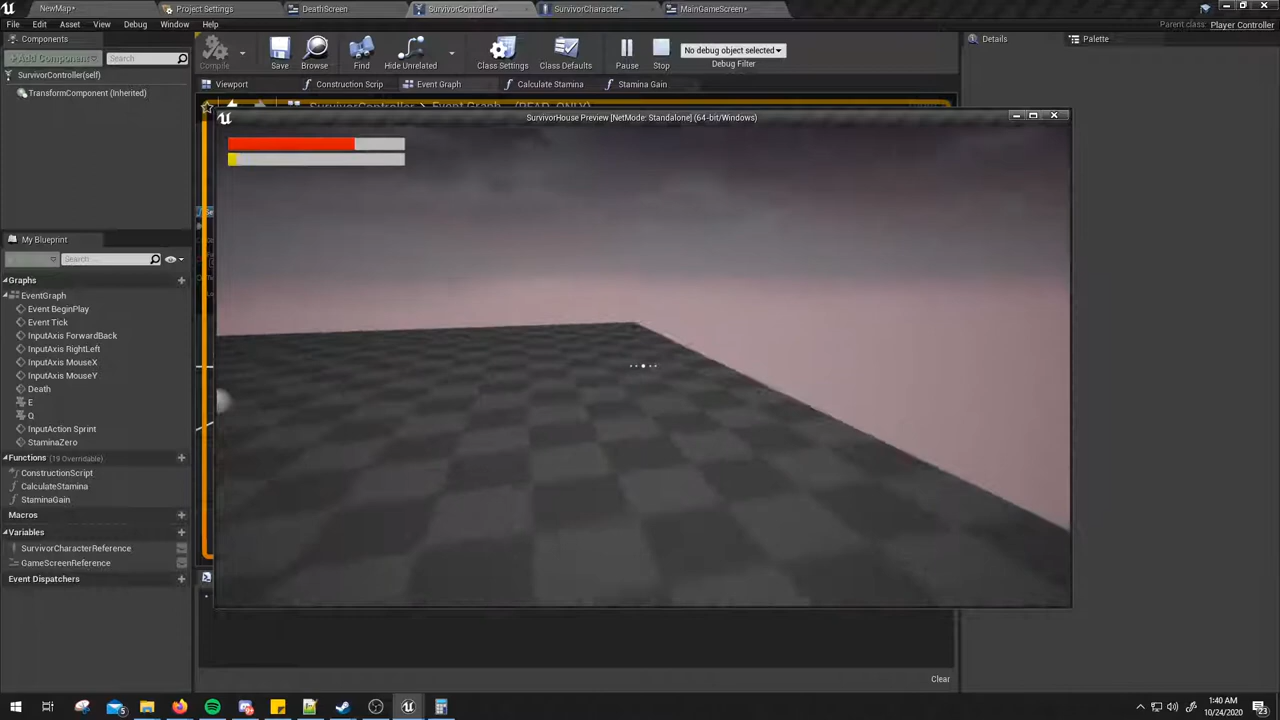 NewMap*
Project Settings
DeathScreen
SurvivorController*
SurvivorCharacter*
MainGameScreen*
File Edit Asset View Debug Window Help
Parent class: Player Controller
Components
+Add Component
Search
SurvivorController(self)
TransformComponent (Inherited)
Compile
Save
Browse
Find
Hide Unrelated
Class Settings
Class Defaults
Pause
Stop
No debug object selected
Debug Filter
Details
Palette
Viewport
Construction Scrip
Event Graph
Calculate Stamina
Stamina Gain
SurvivorController > Event Graph (READ-ONLY)
SurvivorHouse Preview [NetMode: Standalone] (64-bit/Windows)
My Blueprint
Search
Graphs
EventGraph
Event BeginPlay
Event Tick
InputAxis ForwardBack
InputAxis RightLeft
InputAxis MouseX
InputAxis MouseY
Death
E
Q
InputAction Sprint
StaminaZero
Functions (19 Overridable)
ConstructionScript
CalculateStamina
StaminaGain
Macros
Variables
SurvivorCharacterReference
GameScreenReference
Event Dispatchers
Clear
1:40 AM
10/24/2020